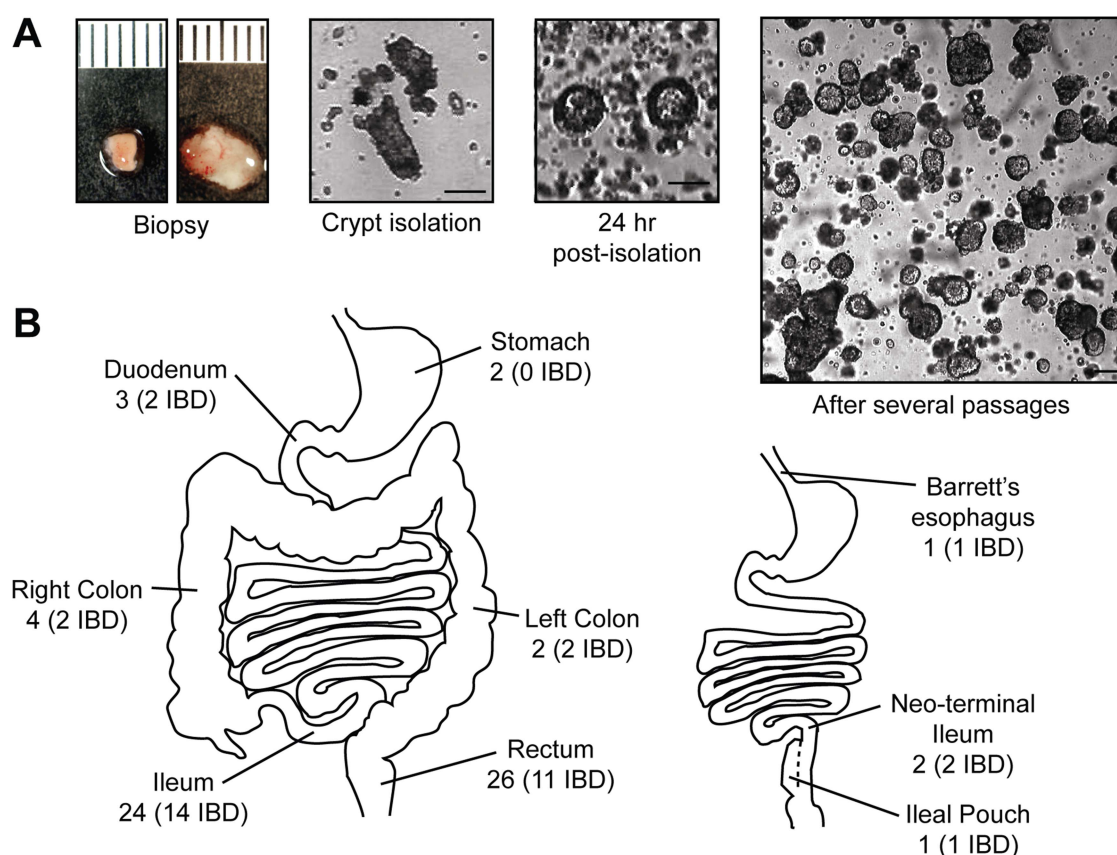 A
Biopsy
Crypt isolation
24 hr
post-isolation
After several passages
B
Duodenum
3 (2 IBD)
Stomach
2 (0 IBD)
Right Colon
4 (2 IBD)
Left Colon
2 (2 IBD)
Ileum
24 (14 IBD)
Rectum
26 (11 IBD)
Barrett's
esophagus
1 (1 IBD)
Neo-terminal
Ileum
2 (2 IBD)
Ileal Pouch
1 (1 IBD)